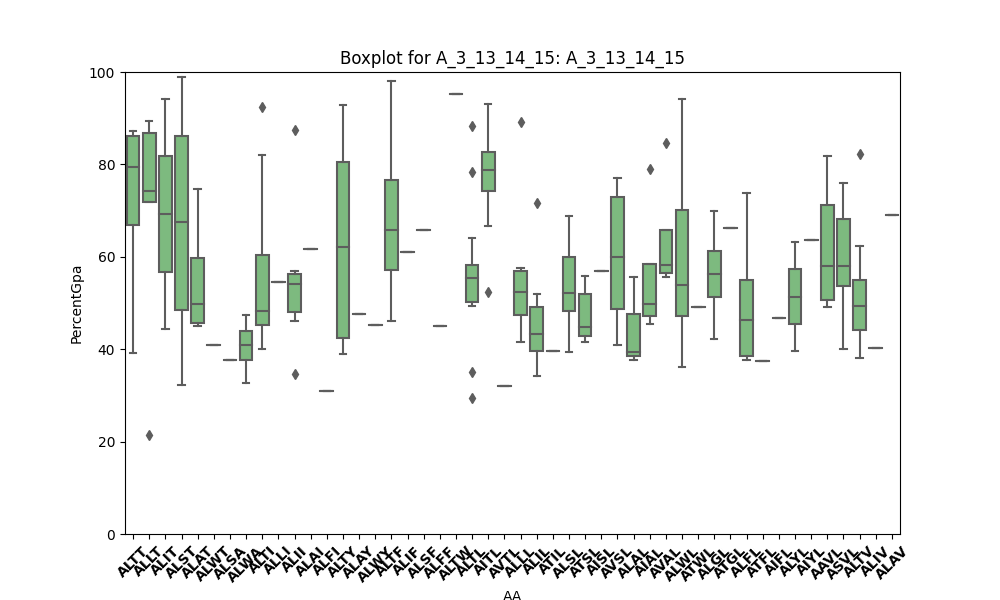 Boxplot for A_3_13_14_15: A_3_13_14_15
100
80
60
40
20
0
PercentGpa
ALTT ALLT ALIT ALST ALAT ALWT ALSA ALWA ALTI ALLI ALII ALAI ALFI ALTY ALAY ALWY ALTF ALIF ALSF ALFF ALTW ALTL AITL AVTL ALLL ALIL ATIL ALSL ATSL AISL AVSL ALAL AIAL AVAL ALWL ATWL ALGL ATGL ALFL ATFL AIFL ALYL AIYL AAVL ASVL ALTV ALIV ALAV
AA